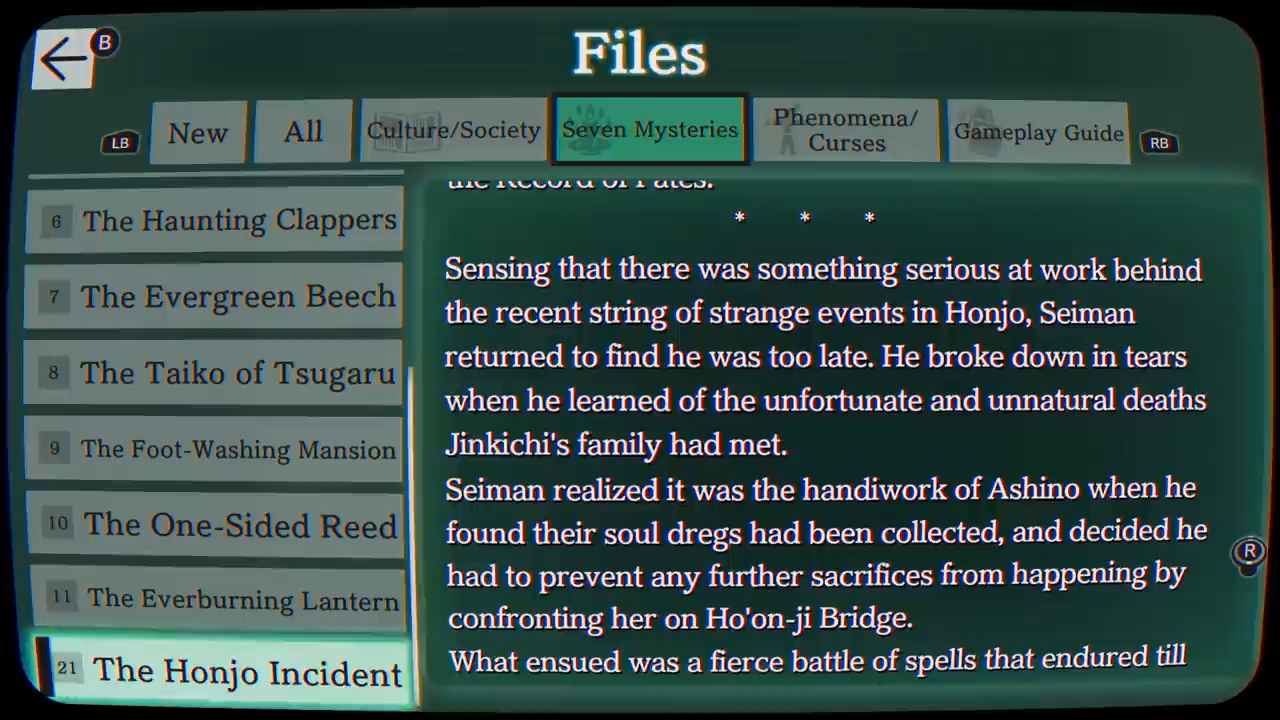 B
Files
LB
New
All
Culture/Society
Seven Mysteries
Phenomena/
Curses
Gameplay Guide
RB
6 The Haunting Clappers
7 The Evergreen Beech
8 The Taiko of Tsugaru
9 The Foot-Washing Mansion
10 The One-Sided Reed
11 The Everburning Lantern
21 The Honjo Incident
the Record of Fates.
* * *
Sensing that there was something serious at work behind
the recent string of strange events in Honjo, Seiman
returned to find he was too late. He broke down in tears
when he learned of the unfortunate and unnatural deaths
Jinkichi's family had met.
Seiman realized it was the handiwork of Ashino when he
found their soul dregs had been collected, and decided he
had to prevent any further sacrifices from happening by
confronting her on Ho'on-ji Bridge.
What ensued was a fierce battle of spells that endured till
R